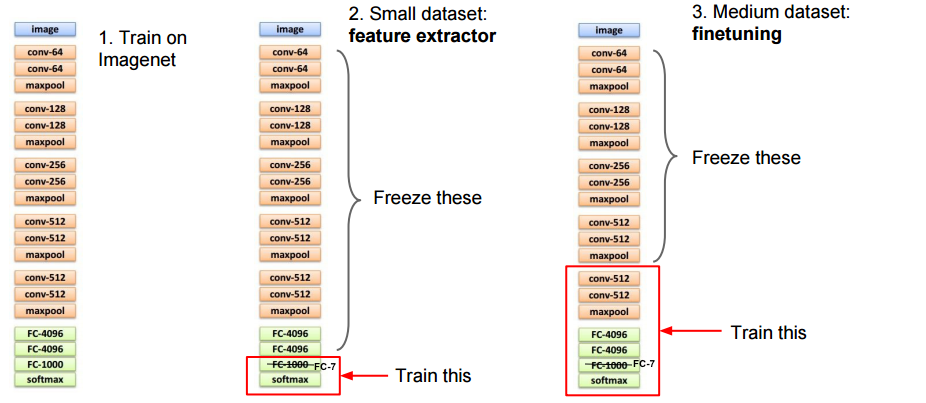 1. Train on
Imagenet
image
conv-64
conv-64
maxpool
conv-128
conv-128
maxpool
conv-256
conv-256
maxpool
conv-512
conv-512
maxpool
conv-512
conv-512
maxpool
FC-4096
FC-4096
FC-1000
softmax
2. Small dataset:
feature extractor
image
conv-64
conv-64
maxpool
conv-128
conv-128
maxpool
conv-256
conv-256
maxpool
conv-512
conv-512
maxpool
conv-512
conv-512
maxpool
FC-4096
FC-4096
FC-1000 FC-7
softmax
Freeze these
Train this
3. Medium dataset:
finetuning
image
conv-64
conv-64
maxpool
conv-128
conv-128
maxpool
conv-256
conv-256
maxpool
conv-512
conv-512
maxpool
conv-512
conv-512
maxpool
FC-4096
FC-4096
FC-1000 FC-7
softmax
Freeze these
Train this